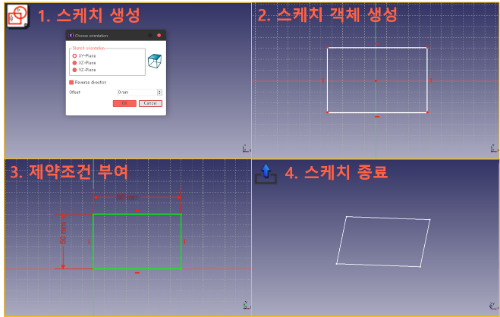 1. 스케치 생성
Choose orientation
Sketch orientation
XY-Plane
XZ-Plane
YZ-Plane
Reverse direction
Offset:
OK
Cancel
2. 스케치 객체 생성
3. 제약조건 부여
4. 스케치 종료